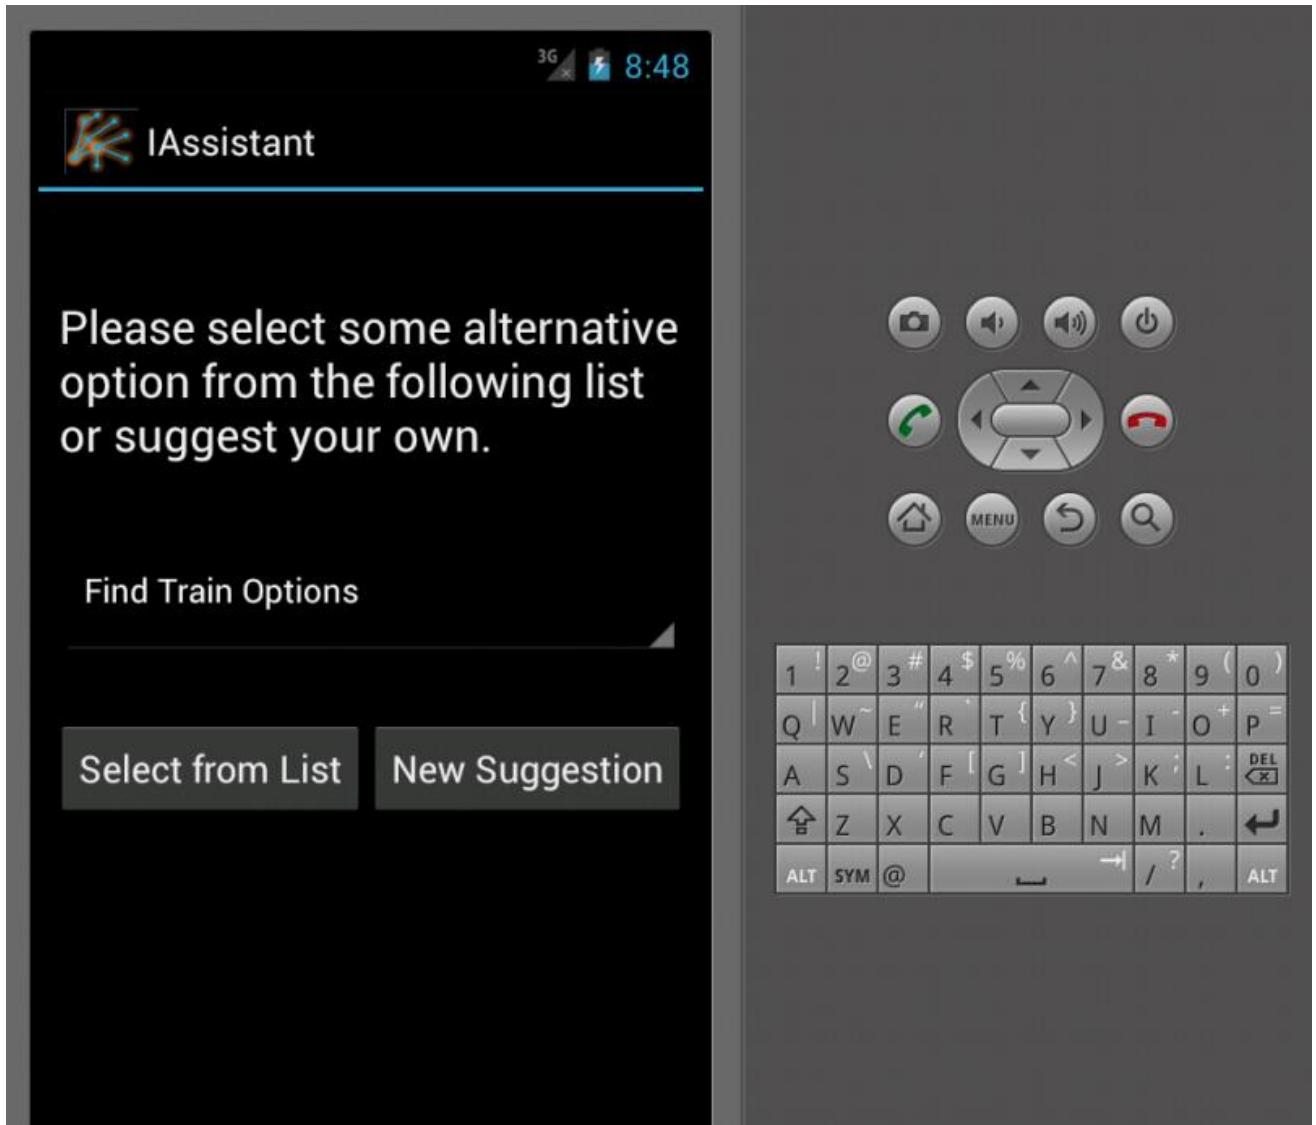 3G 8:48
IAssistant
Please select some alternative
option from the following list
or suggest your own.
Find Train Options
Select from List New Suggestion
MENU
1 ! 2 @ 3 # 4 $ 5 % 6 ^ 7 & 8 * 9 ( 0 )
Q | W ~ E " R ` T { Y } U - I - O + P =
A S \ D ' F [ G ] H < J > K ; L : DEL
Z X C V B N M .
ALT SYM @ / ? , ALT